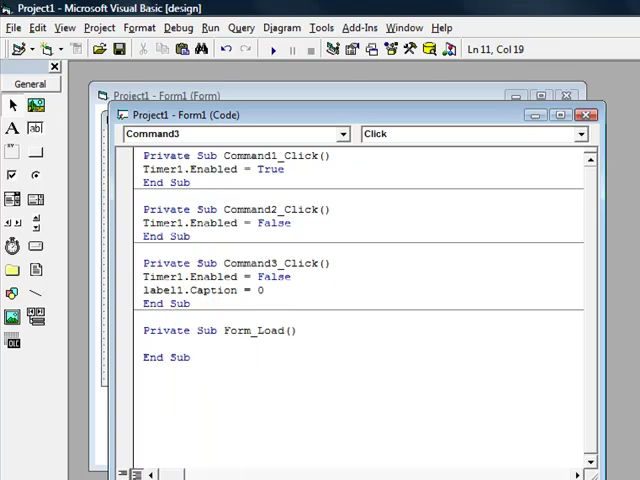 Project1 - Microsoft Visual Basic [design]
File Edit View Project Format Debug Run Query Diagram Tools Add-Ins Window Help
Ln 11, Col 19
General
Project1 - Form1 (Form)
Project1 - Form1 (Code)
Command3 Click
Private Sub Command1_Click()
Timer1.Enabled = True
End Sub
Private Sub Command2_Click()
Timer1.Enabled = False
End Sub
Private Sub Command3_Click()
Timer1.Enabled = False
label1.Caption = 0
End Sub
Private Sub Form_Load()
End Sub